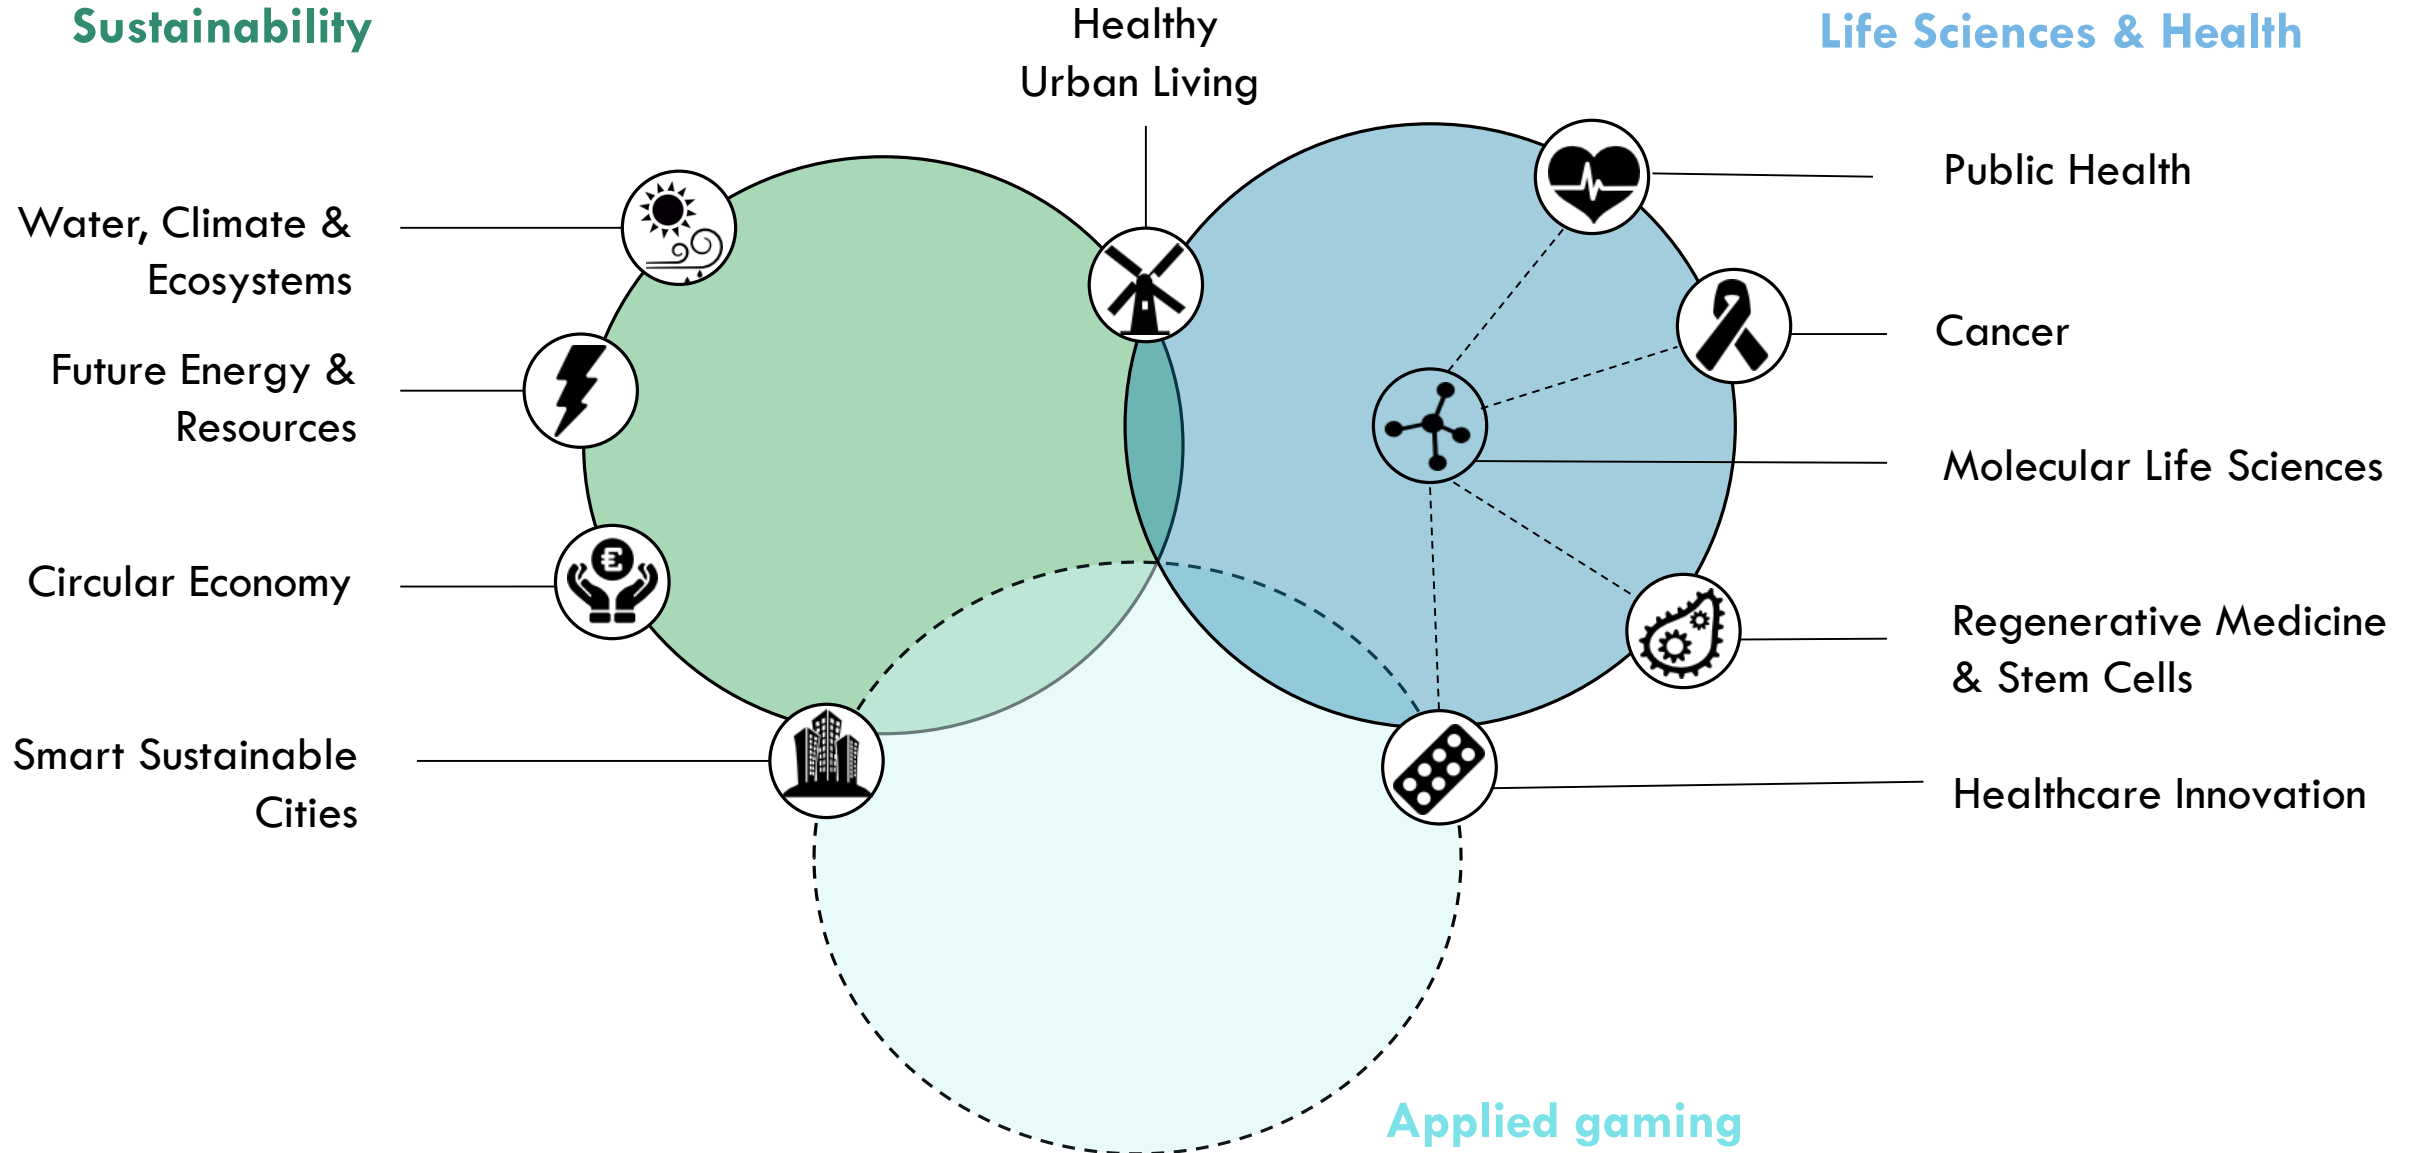 Sustainability
Healthy
Urban Living
Life Sciences & Health
Water, Climate &
Ecosystems
Future Energy &
Resources
Circular Economy
Smart Sustainable
Cities
Public Health
Cancer
Molecular Life Sciences
Regenerative Medicine
& Stem Cells
Healthcare Innovation
Applied gaming